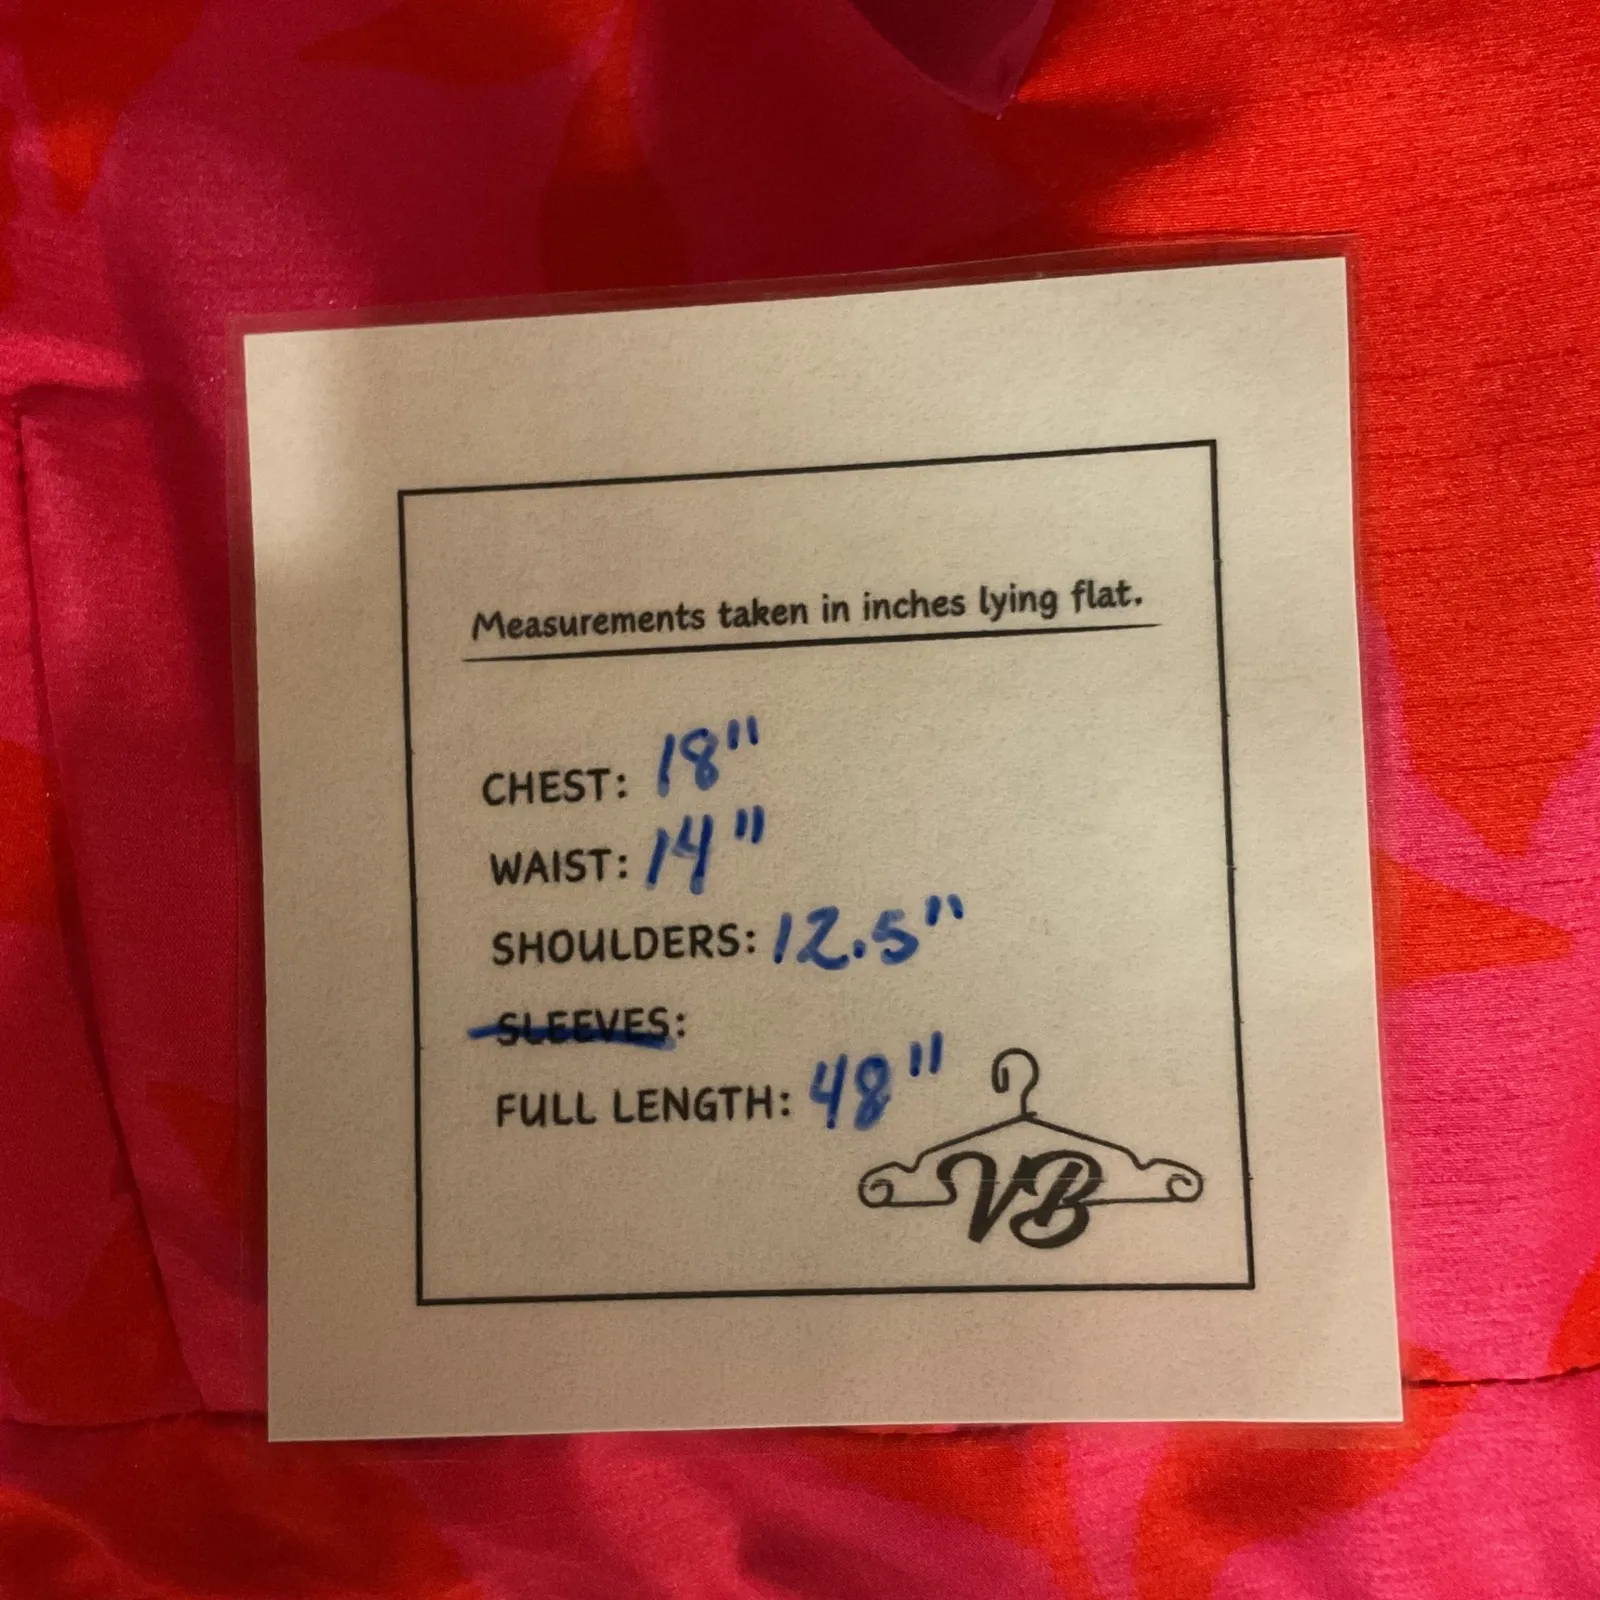 Measurements taken in inches lying flat.
CHEST: 18"
WAIST: 14"
SHOULDERS: 12.5"
SLEEVES:
FULL LENGTH: 48"
VB